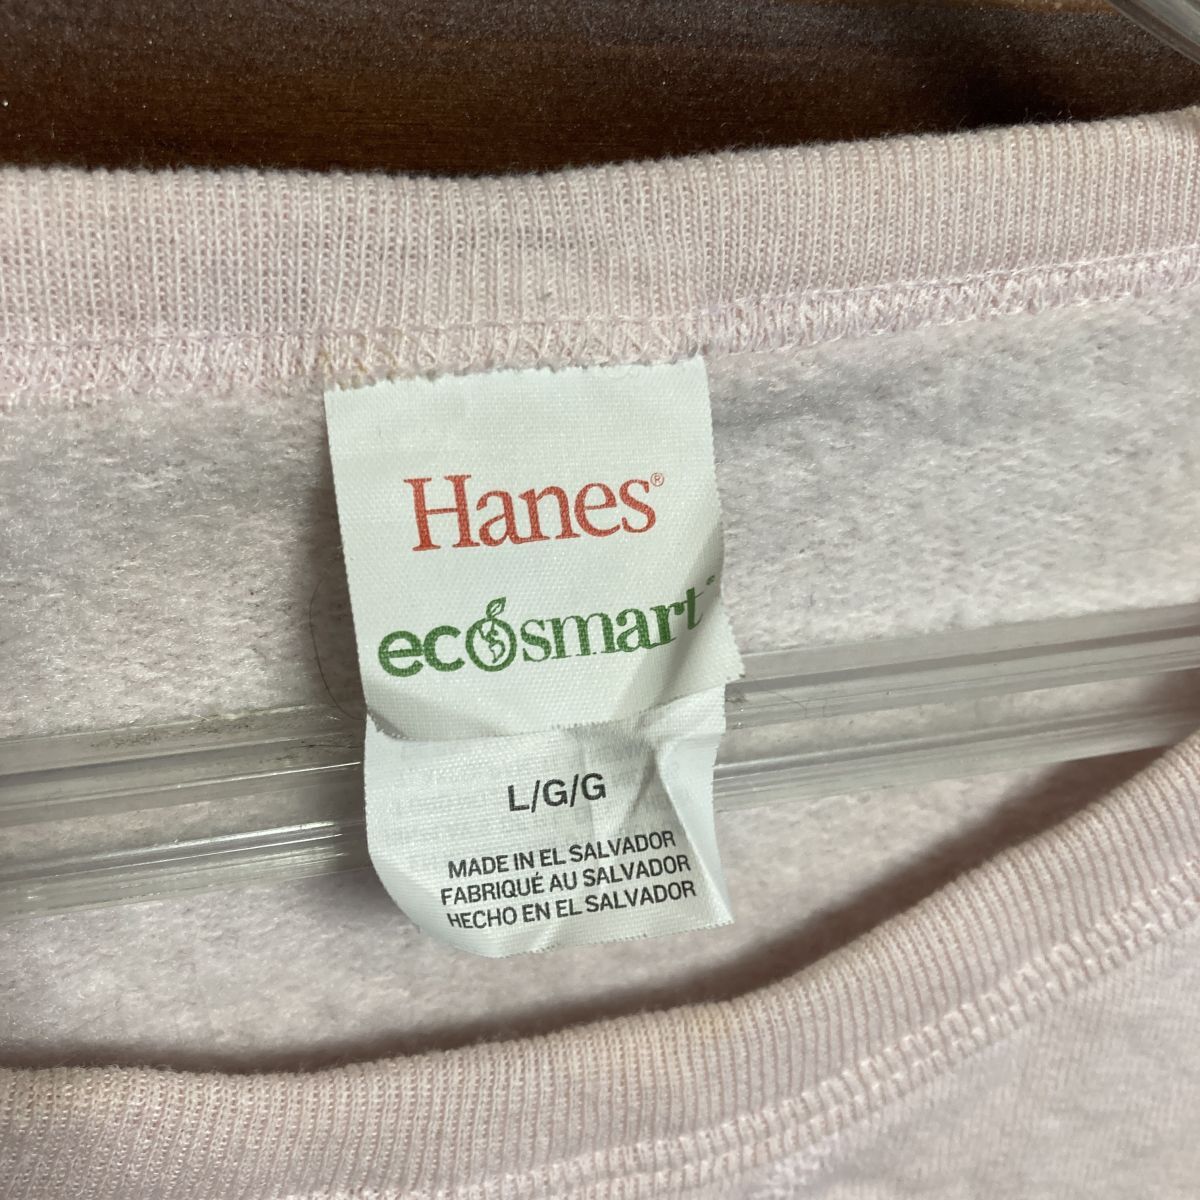 Hanes®
ecosmart
L/G/G
MADE IN EL SALVADOR
FABRIQUÉ AU SALVADOR
HECHO EN EL SALVADOR